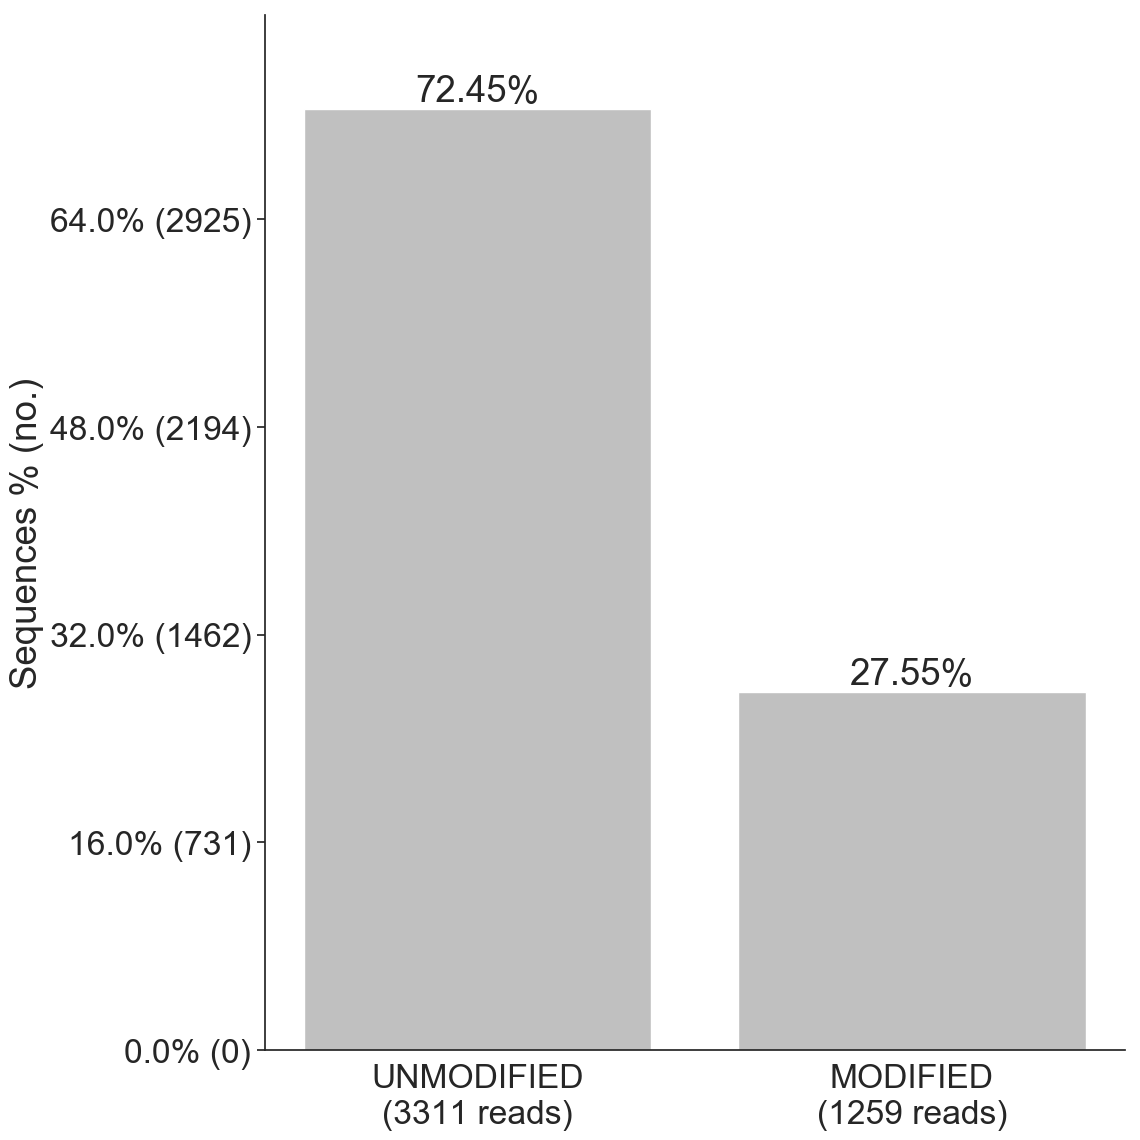 72.45%
64.0% (2925)
48.0% (2194)
Sequences % (no.)
32.0% (1462)
27.55%
16.0% (731)
0.0% (0)
UNMODIFIED
(3311 reads)
MODIFIED
(1259 reads)